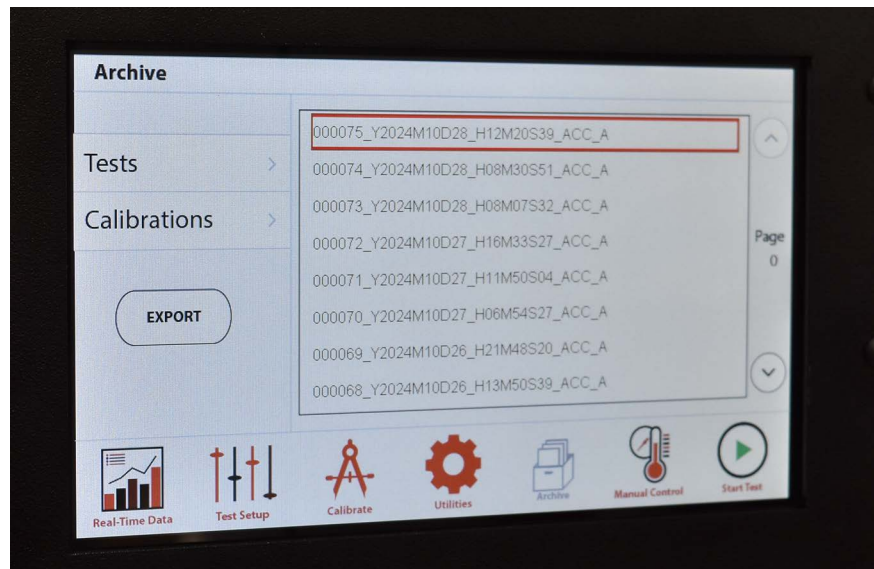 Archive
Tests
Calibrations
EXPORT
000075_Y2024M10D28_H12M20S39_ACC_A
000074_Y2024M10D28_H08M30S51_ACC_A
000073_Y2024M10D28_H08M07S32_ACC_A
000072_Y2024M10D27_H16M33S27_ACC_A
000071_Y2024M10D27_H11M50S04_ACC_A
000070_Y2024M10D27_H06M54S27_ACC_A
000069_Y2024M10D26_H21M48S20_ACC_A
000068_Y2024M10D26_H13M50S39_ACC_A
Page
0
Real-Time Data
Test Setup
Calibrate
Utilities
Archive
Manual Control
Start Test